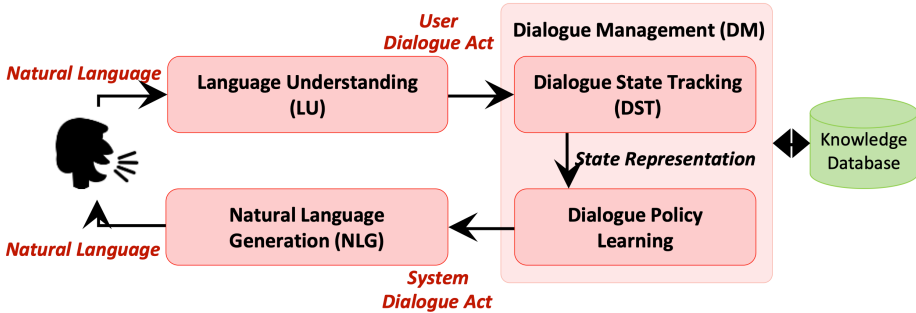 User
Dialogue Act
Dialogue Management (DM)
Natural Language
Language Understanding
(LU)
Dialogue State Tracking
(DST)
Knowledge
Database
State Representation
Natural Language
Generation (NLG)
Dialogue Policy
Learning
Natural Language
System
Dialogue Act